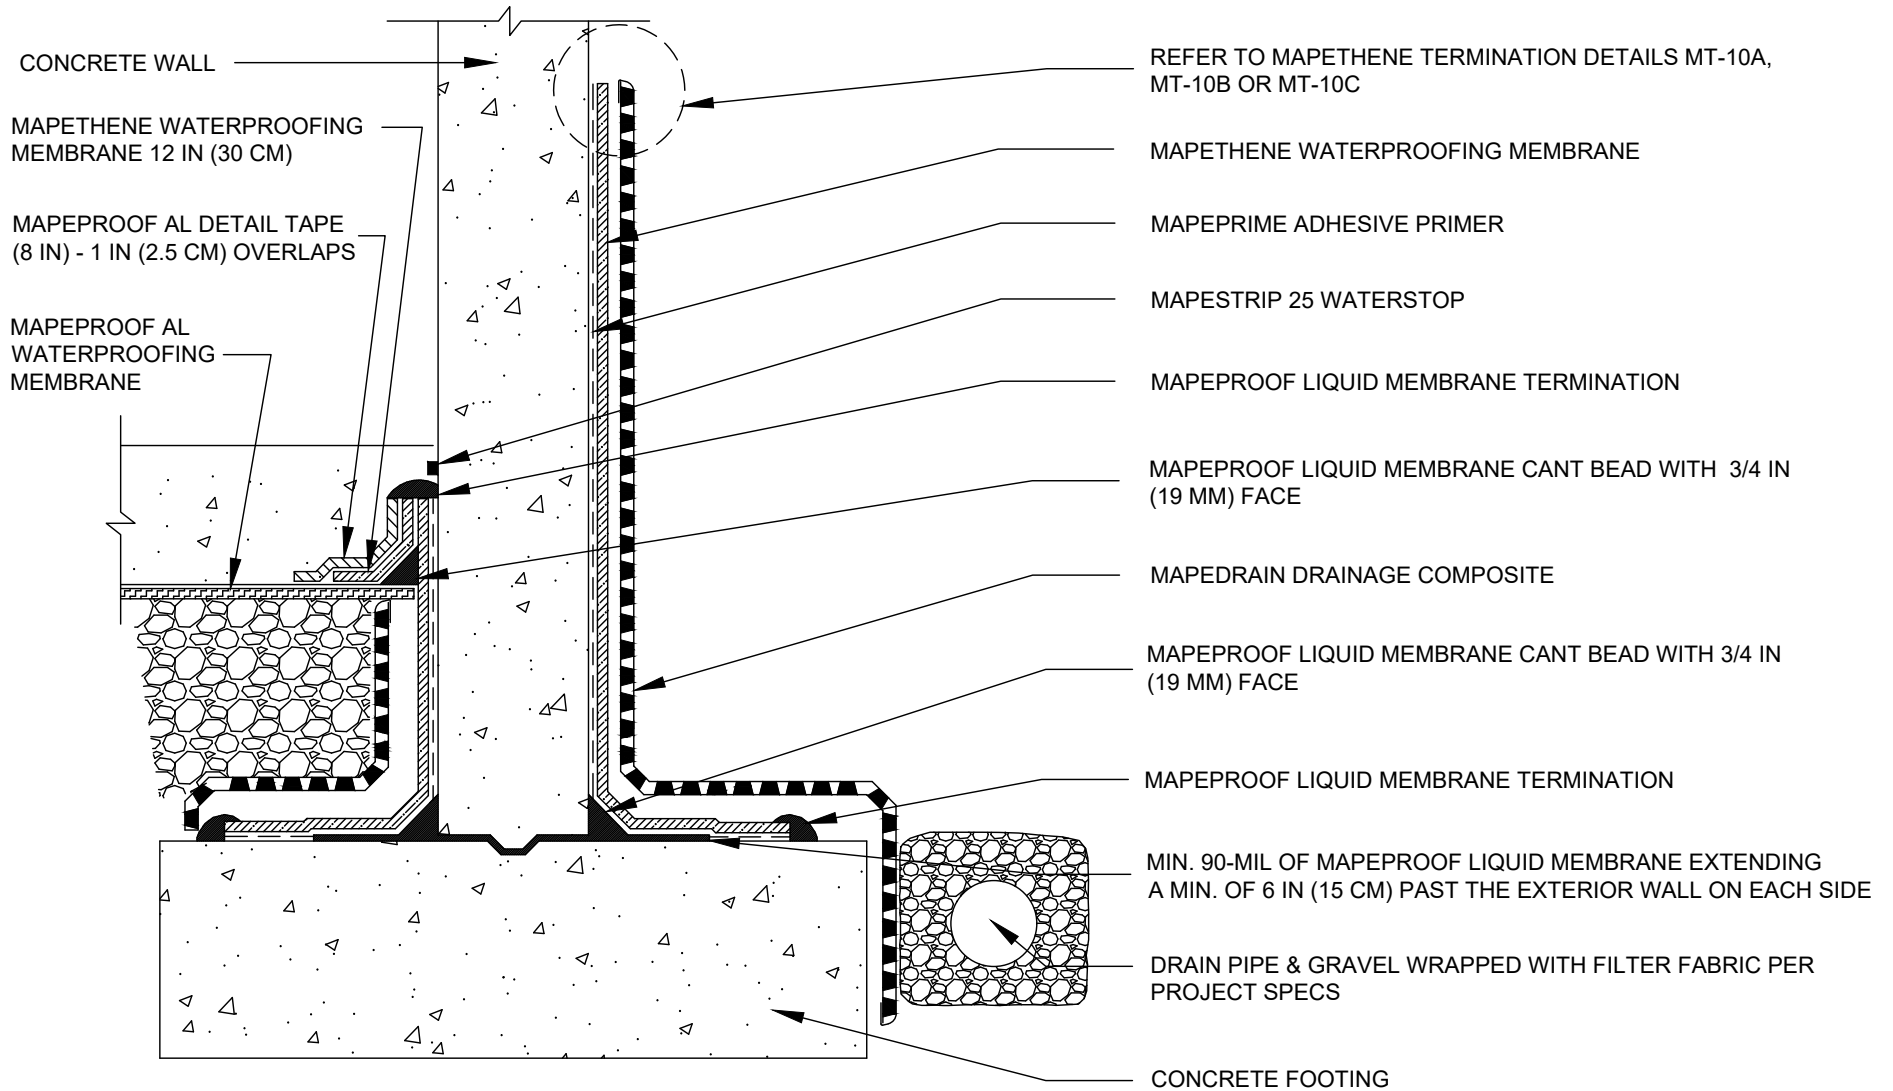 CONCRETE WALL
MAPETHENE WATERPROOFING
MEMBRANE 12 IN (30 CM)
MAPEPROOF AL DETAIL TAPE
(8 IN) - 1 IN (2.5 CM) OVERLAPS
MAPEPROOF AL
WATERPROOFING
MEMBRANE
REFER TO MAPETHENE TERMINATION DETAILS MT-10A,
MT-10B OR MT-10C
MAPETHENE WATERPROOFING MEMBRANE
MAPEPRIME ADHESIVE PRIMER
MAPESTRIP 25 WATERSTOP
MAPEPROOF LIQUID MEMBRANE TERMINATION
MAPEPROOF LIQUID MEMBRANE CANT BEAD WITH 3/4 IN
(19 MM) FACE
MAPEDRAIN DRAINAGE COMPOSITE
MAPEPROOF LIQUID MEMBRANE CANT BEAD WITH 3/4 IN
(19 MM) FACE
MAPEPROOF LIQUID MEMBRANE TERMINATION
MIN. 90-MIL OF MAPEPROOF LIQUID MEMBRANE EXTENDING
A MIN. OF 6 IN (15 CM) PAST THE EXTERIOR WALL ON EACH SIDE
DRAIN PIPE & GRAVEL WRAPPED WITH FILTER FABRIC PER
PROJECT SPECS
CONCRETE FOOTING